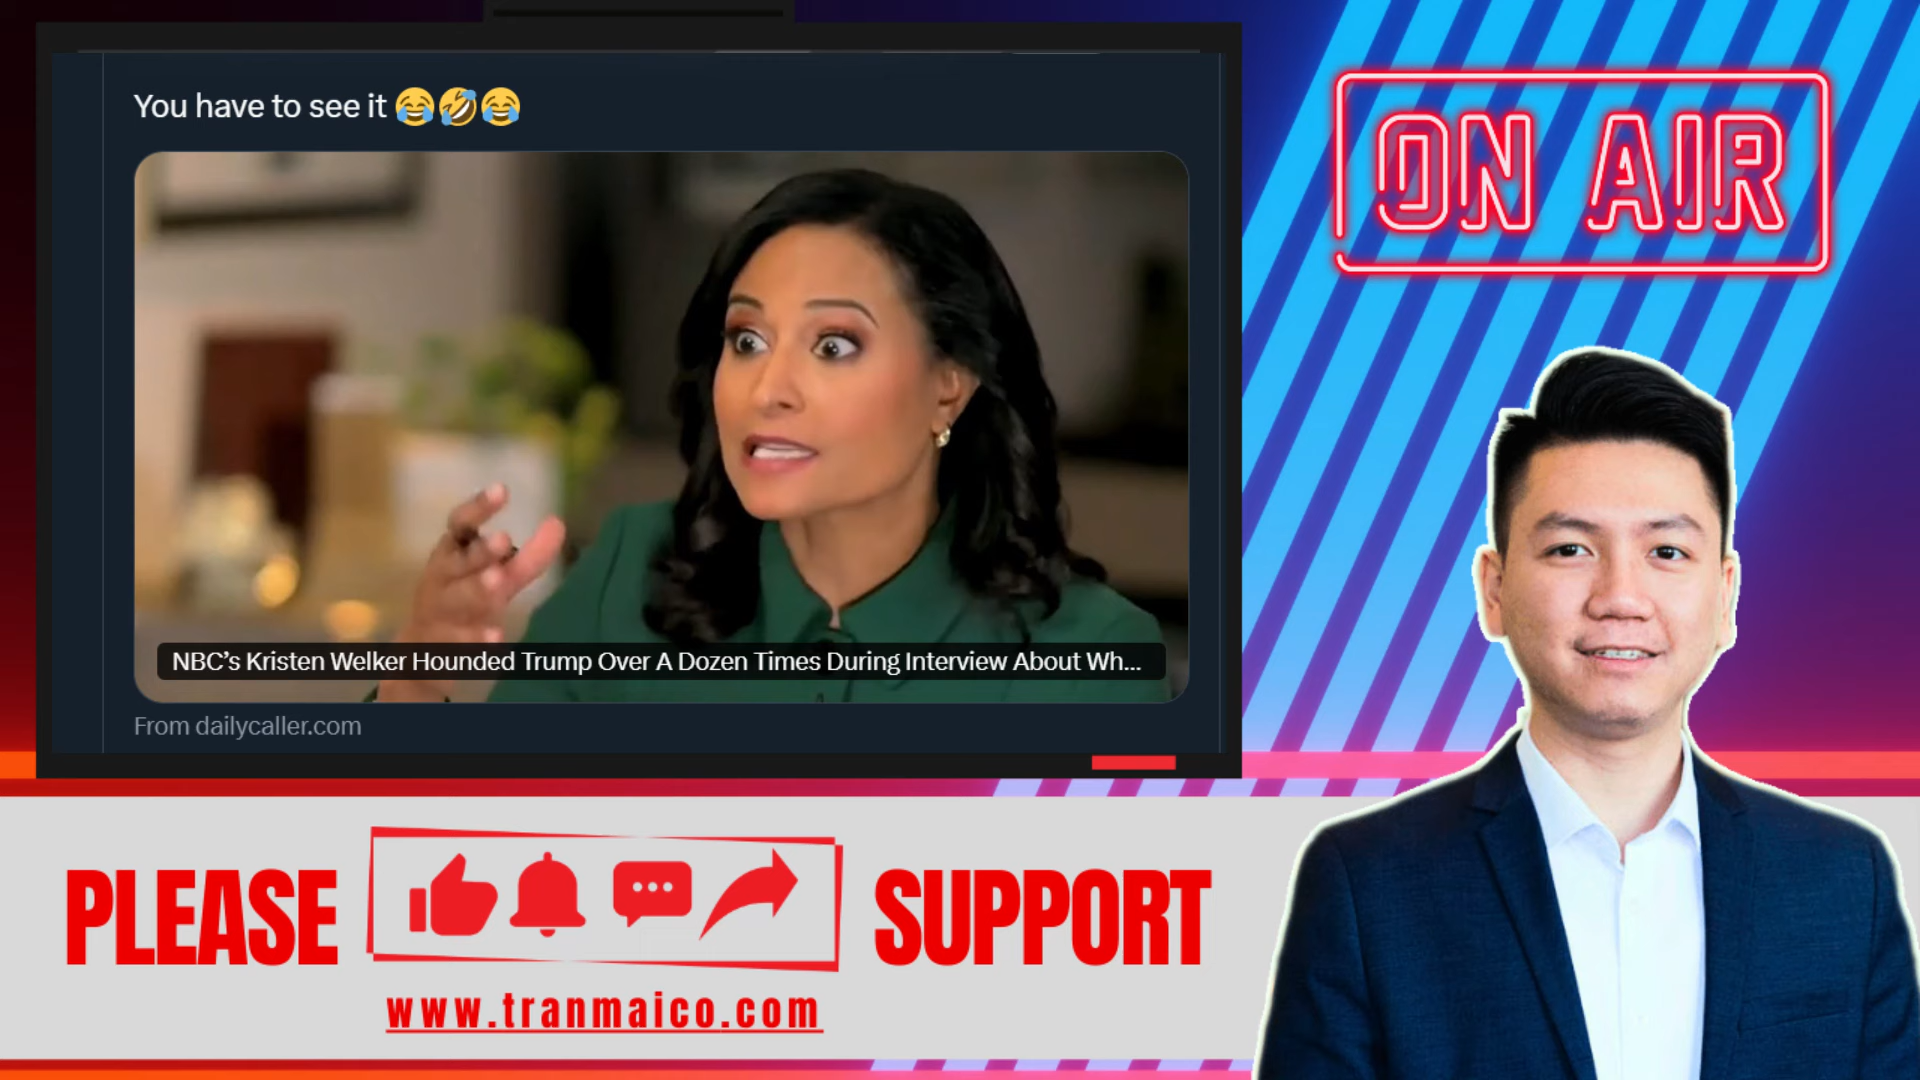 You have to see it 😂🤣😂
ON AIR
NBC’s Kristen Welker Hounded Trump Over A Dozen Times During Interview About Wh...
From dailycaller.com
PLEASE SUPPORT
www.tranmaico.com